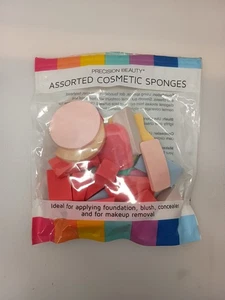 PRECISION BEAUTY
ASSORTED COSMETIC SPONGES
Ideal for applying foundation, blush, concealer
and for makeup removal